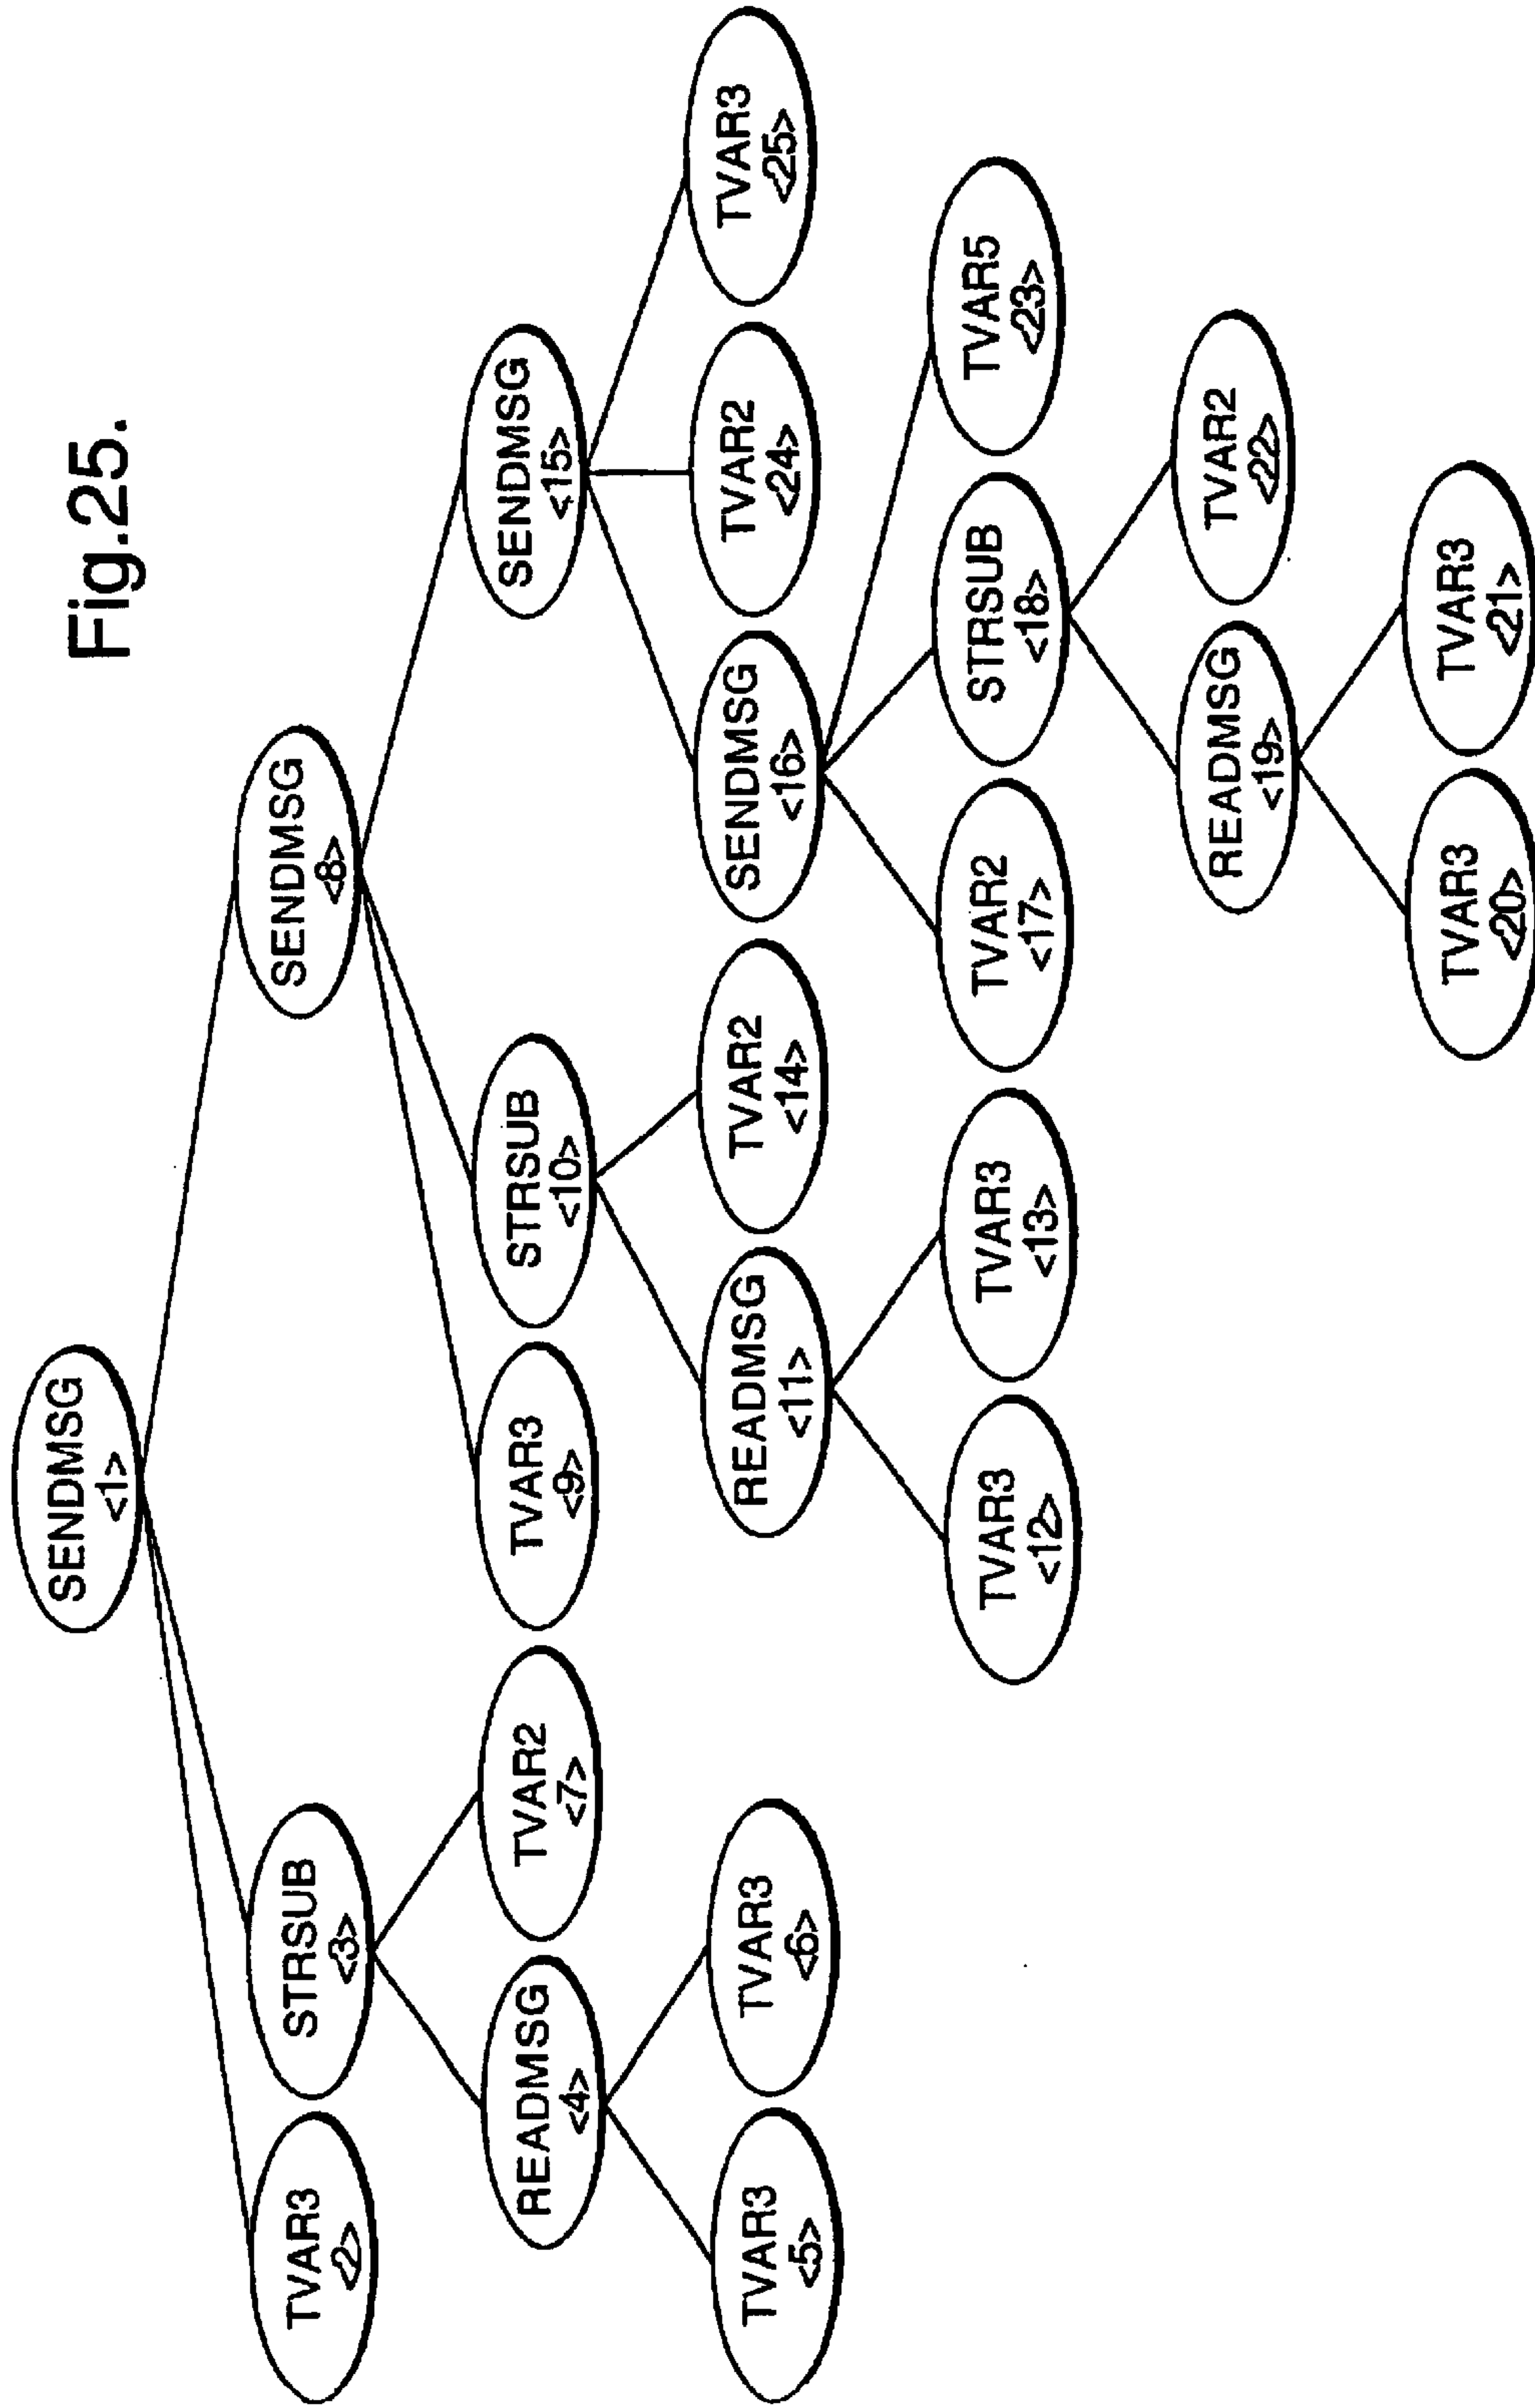 Fig.25.
SENDMSG
<1>
TVAR3
<2>
STRSUB
<3>
SENDMSG
<8>
READMSG
<4>
TVAR2
<7>
TVAR3
<9>
STRSUB
<10>
SENDMSG
<15>
TVAR3
<5>
TVAR3
<6>
READMSG
<11>
TVAR2
<14>
SENDMSG
<16>
TVAR2
<24>
TVAR3
<25>
TVAR3
<12>
TVAR3
<13>
TVAR2
<17>
STRSUB
<18>
TVAR5
<23>
READMSG
<19>
TVAR2
<22>
TVAR3
<20>
TVAR3
<21>